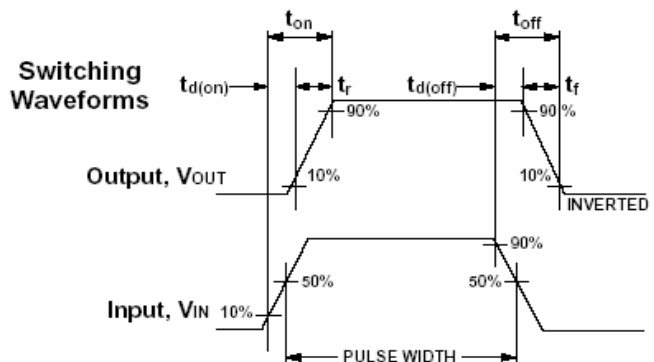 ton
toff
Switching
Waveforms
td(on)
tr
td(off)
tf
90%
90%
Output, VOUT
10%
10%
INVERTED
90%
50%
50%
Input, VIN
10%
PULSE WIDTH